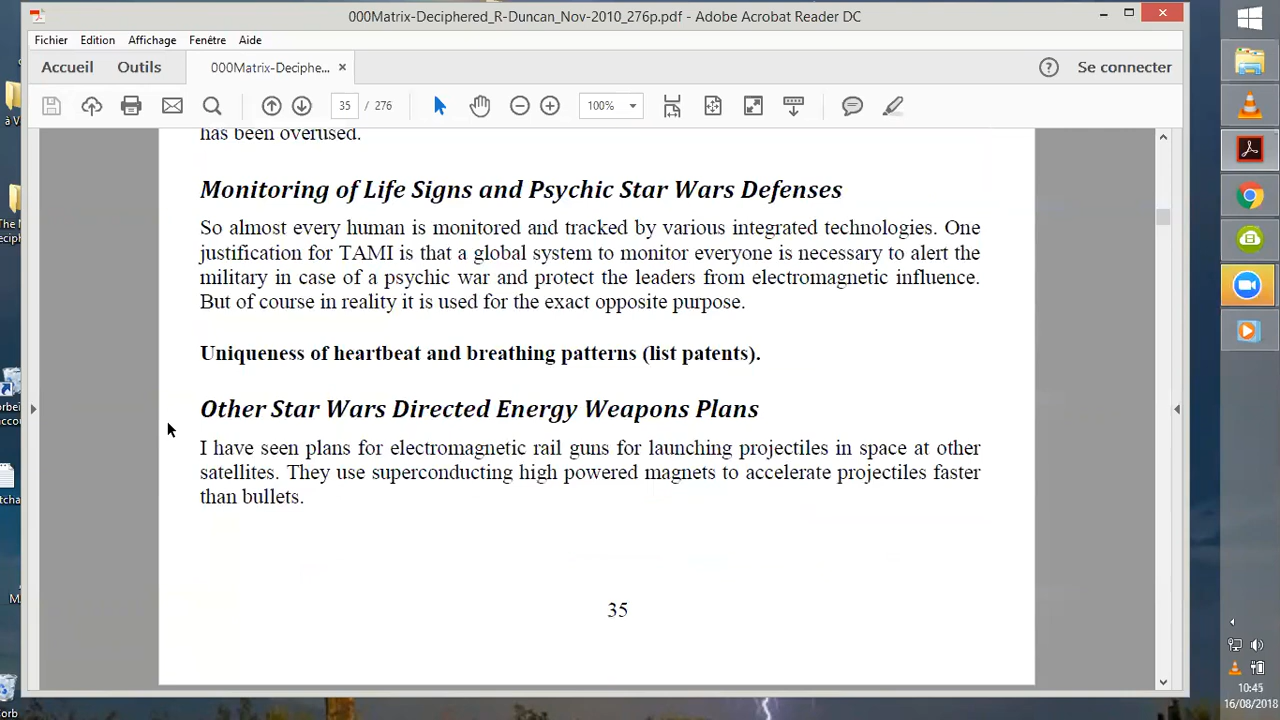 000Matrix-Deciphered_R-Duncan_Nov-2010_276p.pdf - Adobe Acrobat Reader DC
Fichier Edition Affichage Fenêtre Aide
Accueil Outils 000Matrix-Deciphe... × ? Se connecter
35 / 276 100%
has been overused.
Monitoring of Life Signs and Psychic Star Wars Defenses
So almost every human is monitored and tracked by various integrated technologies. One
justification for TAMI is that a global system to monitor everyone is necessary to alert the
military in case of a psychic war and protect the leaders from electromagnetic influence.
But of course in reality it is used for the exact opposite purpose.
Uniqueness of heartbeat and breathing patterns (list patents).
Other Star Wars Directed Energy Weapons Plans
I have seen plans for electromagnetic rail guns for launching projectiles in space at other
satellites. They use superconducting high powered magnets to accelerate projectiles faster
than bullets.
35
10:45
16/08/2018